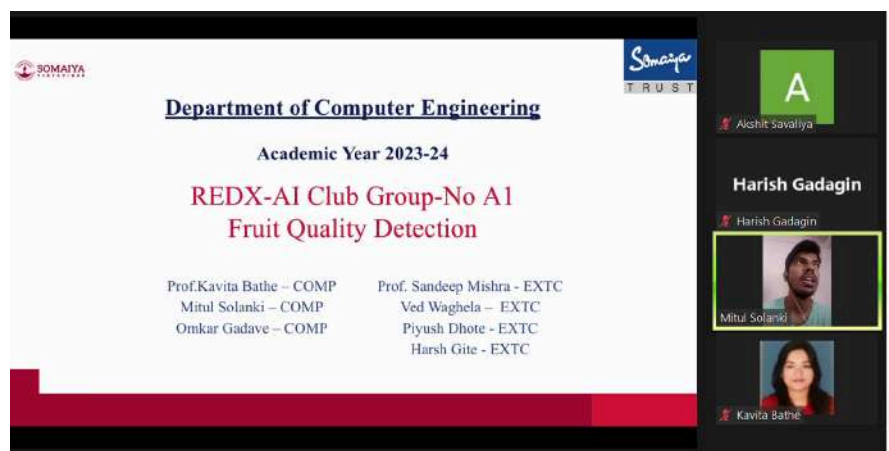 SOMAIYA
VIDYAVIHAR
Somaiya
TRUST
Department of Computer Engineering
Academic Year 2023-24
REDX-AI Club Group-No A1
Fruit Quality Detection
Prof.Kavita Bathe – COMP
Mitul Solanki – COMP
Omkar Gadave – COMP
Prof. Sandeep Mishra - EXTC
Ved Waghela – EXTC
Piyush Dhote - EXTC
Harsh Gite - EXTC
A
Akshit Savaliya
Harish Gadagin
Harish Gadagin
Mitul Solanki
Kavita Bathe